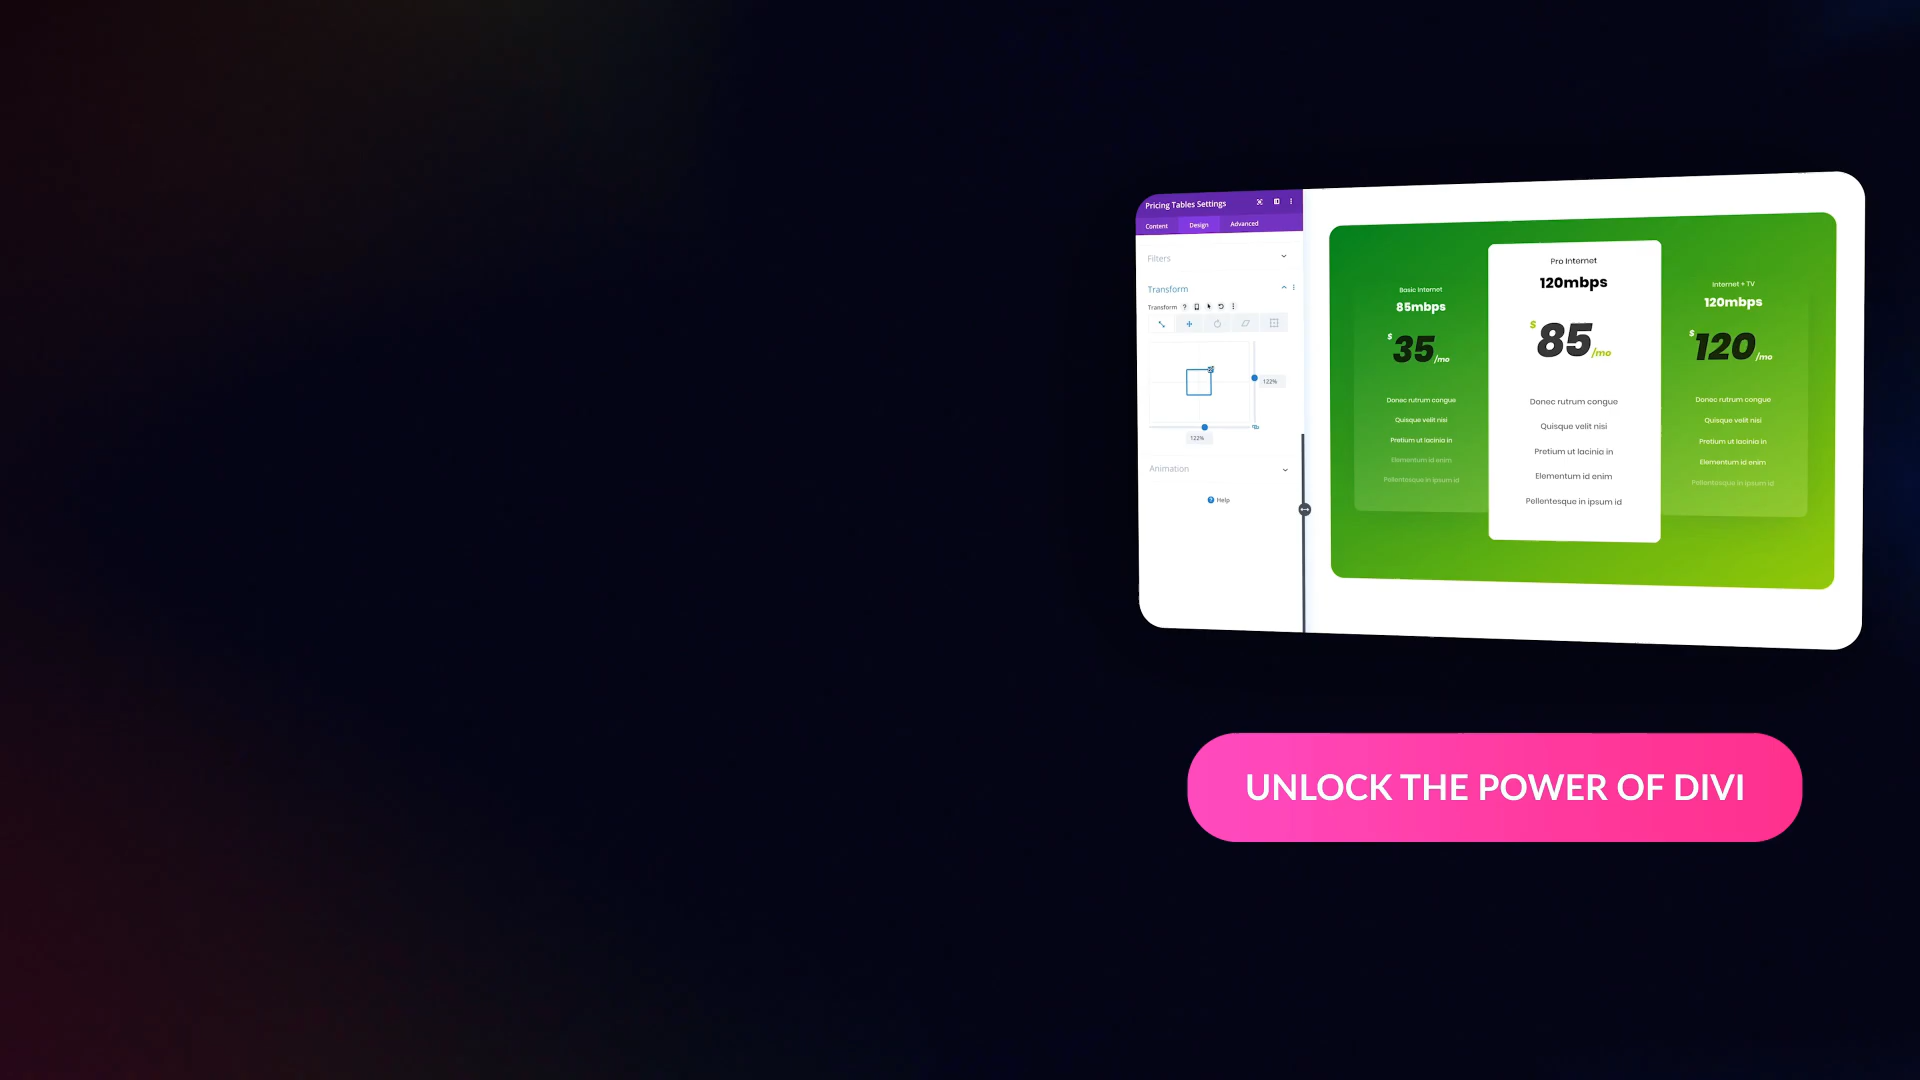 Pricing Tables Settings
Content Design Advanced
Filters
Transform
Transform ?
122%
122%
Animation
? Help
Basic Internet
85mbps
$35/mo
Donec rutrum congue
Quisque velit nisi
Pretium ut lacinia in
Elementum id enim
Pellentesque in ipsum id
Pro Internet
120mbps
$85/mo
Donec rutrum congue
Quisque velit nisi
Pretium ut lacinia in
Elementum id enim
Pellentesque in ipsum id
Internet + TV
120mbps
$120/mo
Donec rutrum congue
Quisque velit nisi
Pretium ut lacinia in
Elementum id enim
Pellentesque in ipsum id
UNLOCK THE POWER OF DIVI